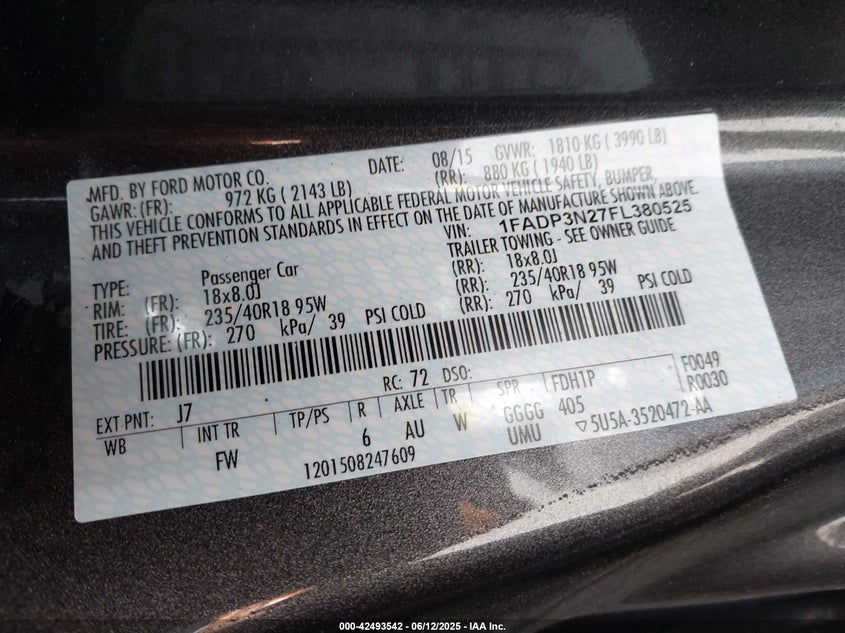 MFD. BY FORD MOTOR CO. DATE: 08/15 GVWR: 1810 KG ( 3990 LB)
GAWR: (FR): 972 KG ( 2143 LB) (RR): 880 KG ( 1940 LB)
THIS VEHICLE CONFORMS TO ALL APPLICABLE FEDERAL MOTOR VEHICLE SAFETY, BUMPER,
AND THEFT PREVENTION STANDARDS IN EFFECT ON THE DATE OF MANUFACTURE SHOWN ABOVE.
VIN: 1FADP3N27FL380525
TYPE: Passenger Car TRAILER TOWING - SEE OWNER GUIDE
RIM: (FR): 18x8.0J (RR): 18x8.0J
TIRE: (FR): 235/40R18 95W (RR): 235/40R18 95W
PRESSURE: (FR): 270 kPa/ 39 PSI COLD (RR): 270 kPa/ 39 PSI COLD
EXT PNT: J7 RC: 72 DSO: F0049
WB INT TR TP/PS R AXLE TR SPR FDH1P R0030
FW 6 AU W GGGG 405
UMU 5U5A-3520472-AA
1201508247609
000-42493542 - 06/12/2025 - IAA Inc.